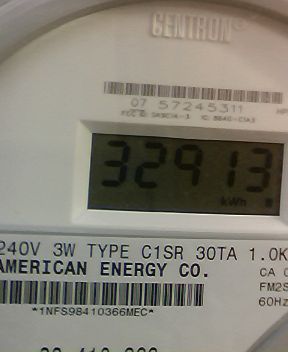 CENTRON
07 57245311
32913
kWh
240V 3W TYPE C1SR 30TA 1.0K
AMERICAN ENERGY CO.
CA
FM2S
60Hz
*1NFS98410366MEC*